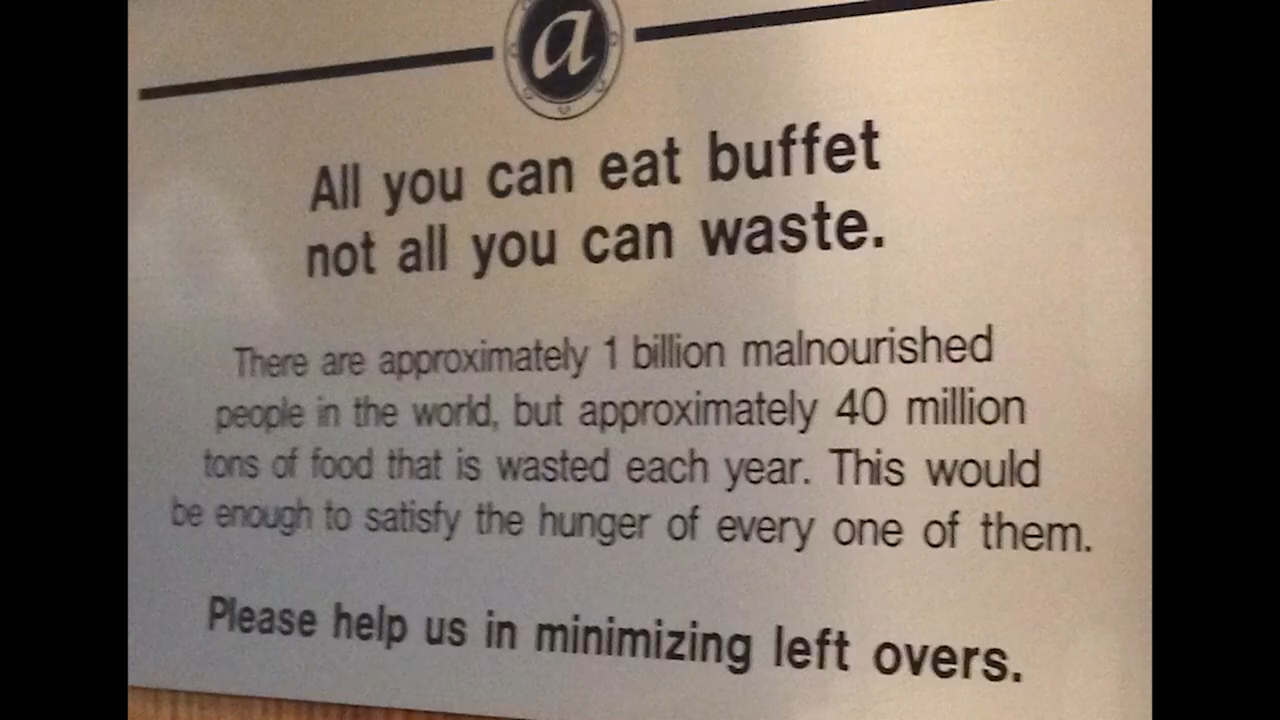 a
All you can eat buffet
not all you can waste.
There are approximately 1 billion malnourished
people in the world, but approximately 40 million
tons of food that is wasted each year. This would
be enough to satisfy the hunger of every one of them.
Please help us in minimizing left overs.